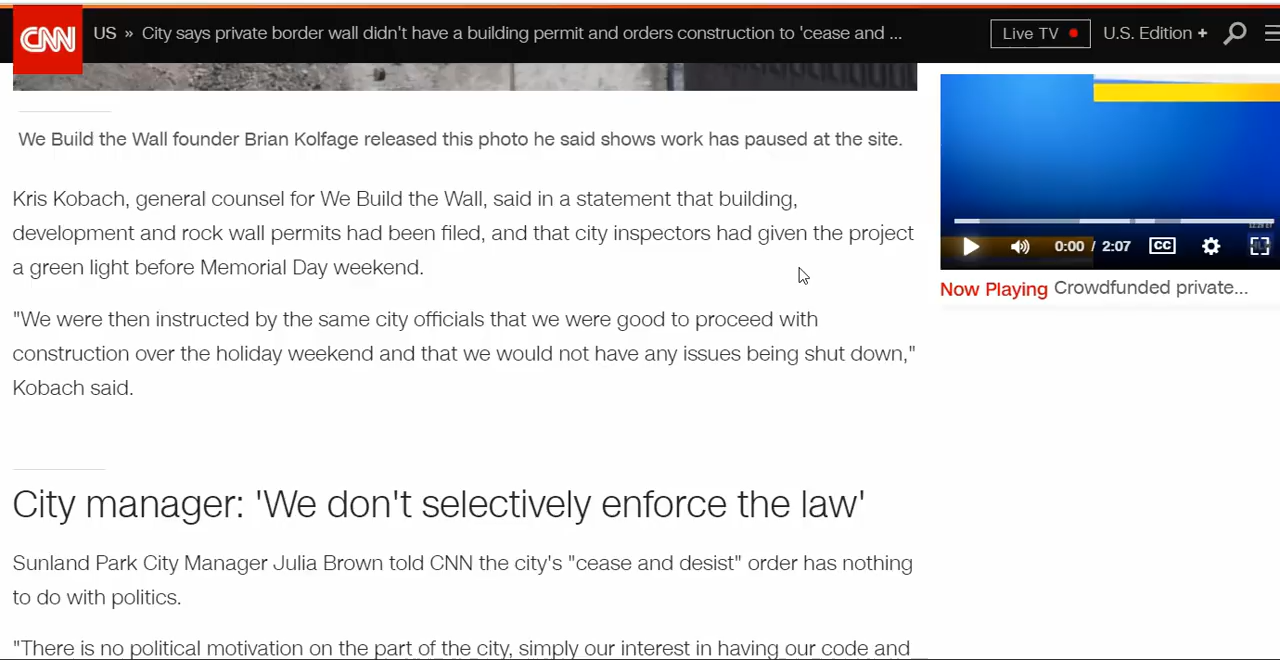 CNN
US » City says private border wall didn't have a building permit and orders construction to 'cease and ...
Live TV
U.S. Edition +
We Build the Wall founder Brian Kolfage released this photo he said shows work has paused at the site.
Kris Kobach, general counsel for We Build the Wall, said in a statement that building,
development and rock wall permits had been filed, and that city inspectors had given the project
a green light before Memorial Day weekend.
0:00 / 2:07
CC
Now Playing Crowdfunded private...
"We were then instructed by the same city officials that we were good to proceed with
construction over the holiday weekend and that we would not have any issues being shut down,"
Kobach said.
City manager: 'We don't selectively enforce the law'
Sunland Park City Manager Julia Brown told CNN the city's "cease and desist" order has nothing
to do with politics.
"There is no political motivation on the part of the city, simply our interest in having our code and